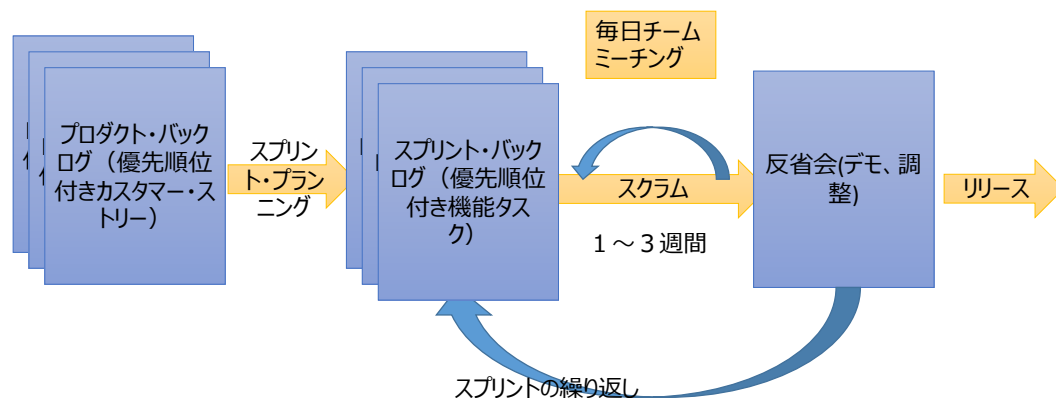 毎日チーム
ミーチング
プロダクト・バック
ログ（優先順位
付きカスタマー・ス
トリー）
スプリン
ト・プラン
ニング
スプリント・バック
ログ（優先順位
付き機能タス
ク）
スクラム
１～３週間
反省会(デモ、調
整)
リリース
スプリントの繰り返し